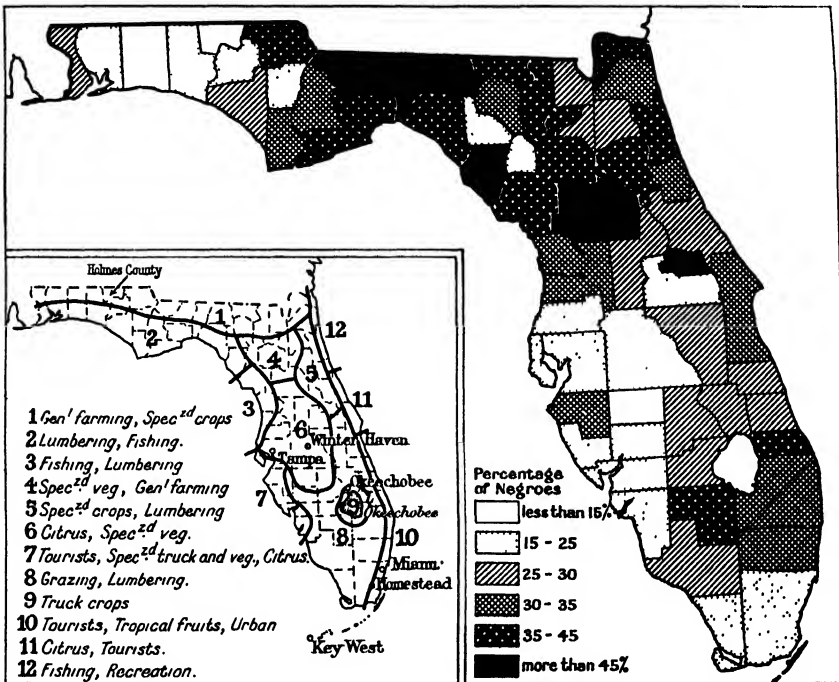 Holmes County
1
2
12
4
5
3
11
6
Winter Haven
Tampa
Okeechobee
7
9
Okeechobee
8
10
Miami
Homestead
Key West
1 Gen' farming, Spec.zd crops
2 Lumbering, Fishing.
3 Fishing, Lumbering
4 Spec.zd veg, Gen' farming
5 Spec.zd crops, Lumbering
6 Citrus, Spec.zd veg.
7 Tourists, Spec.zd truck and veg., Citrus.
8 Grazing, Lumbering.
9 Truck crops
10 Tourists, Tropical fruits, Urban
11 Citrus, Tourists.
12 Fishing, Recreation.
Percentage
of Negroes
less than 15%
15 - 25
25 - 30
30 - 35
35 - 45
more than 45%